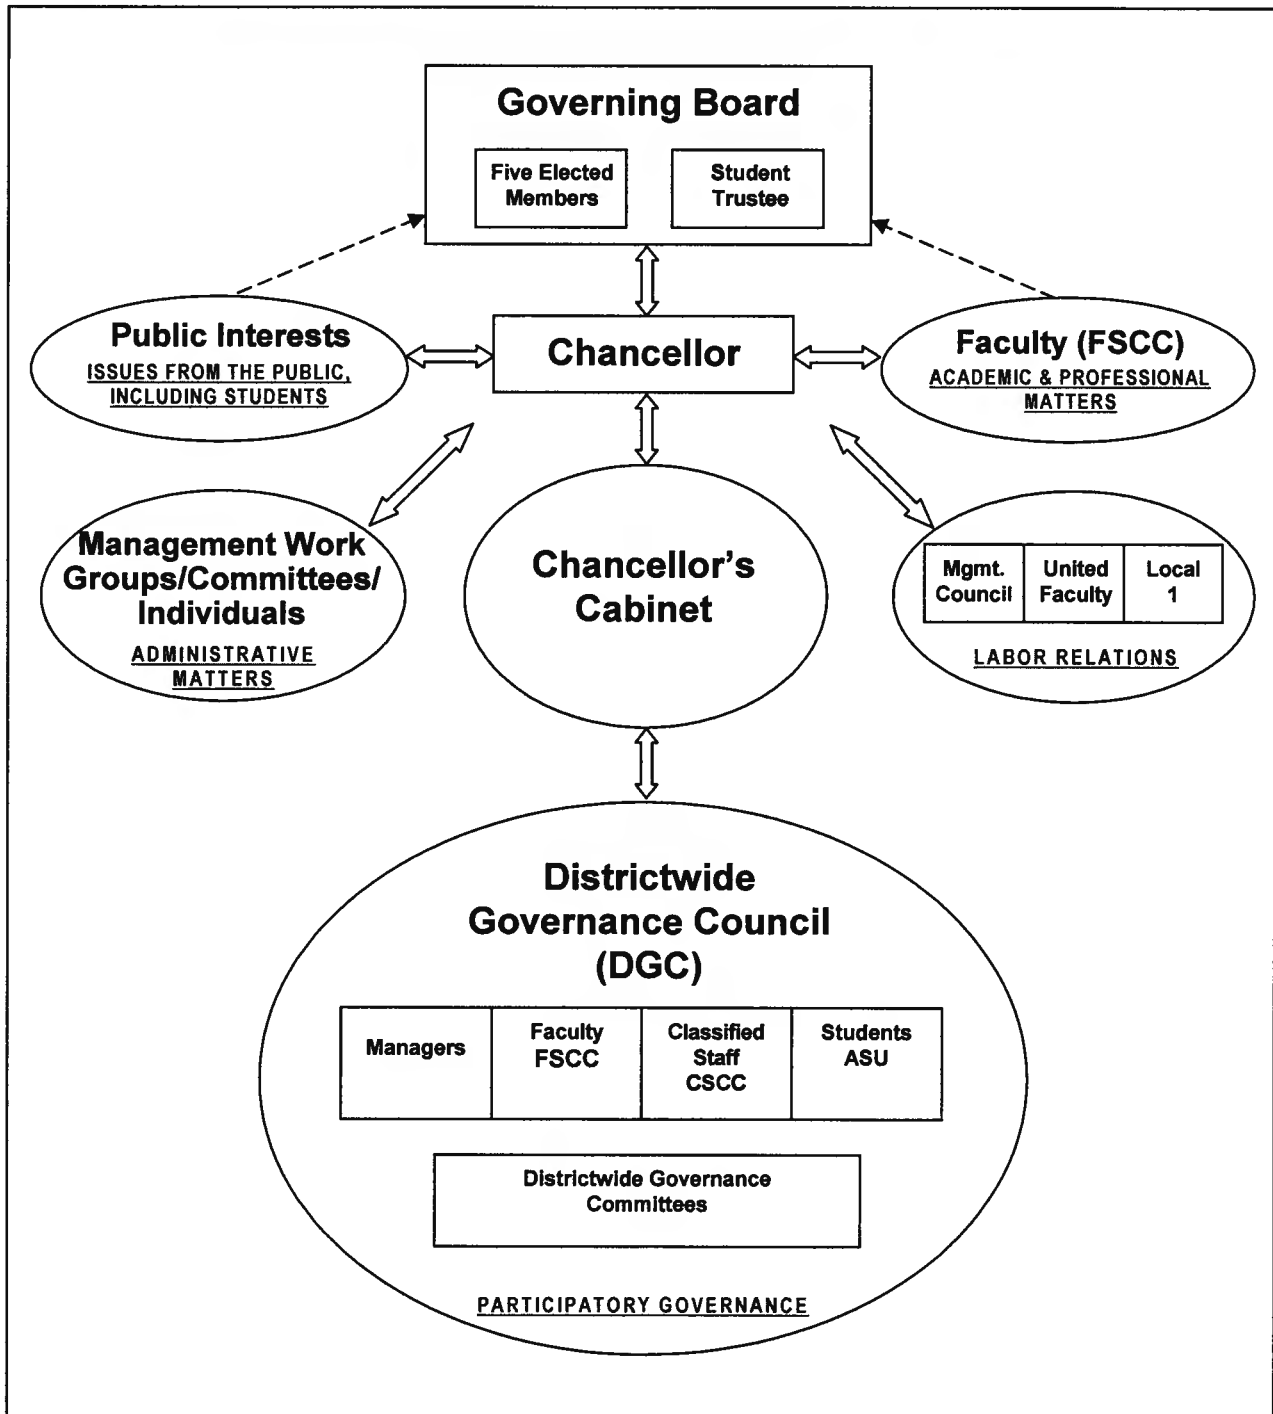 Governing Board
Five Elected
Members
Student
Trustee
Public Interests
ISSUES FROM THE PUBLIC,
INCLUDING STUDENTS
Chancellor
Faculty (FSCC)
ACADEMIC & PROFESSIONAL
MATTERS
Management Work
Groups/Committees/
Individuals
ADMINISTRATIVE
MATTERS
Chancellor's
Cabinet
Mgmt.
Council
United
Faculty
Local
1
LABOR RELATIONS
Districtwide
Governance Council
(DGC)
Managers
Faculty
FSCC
Classified
Staff
CSCC
Students
ASU
Districtwide Governance
Committees
PARTICIPATORY GOVERNANCE